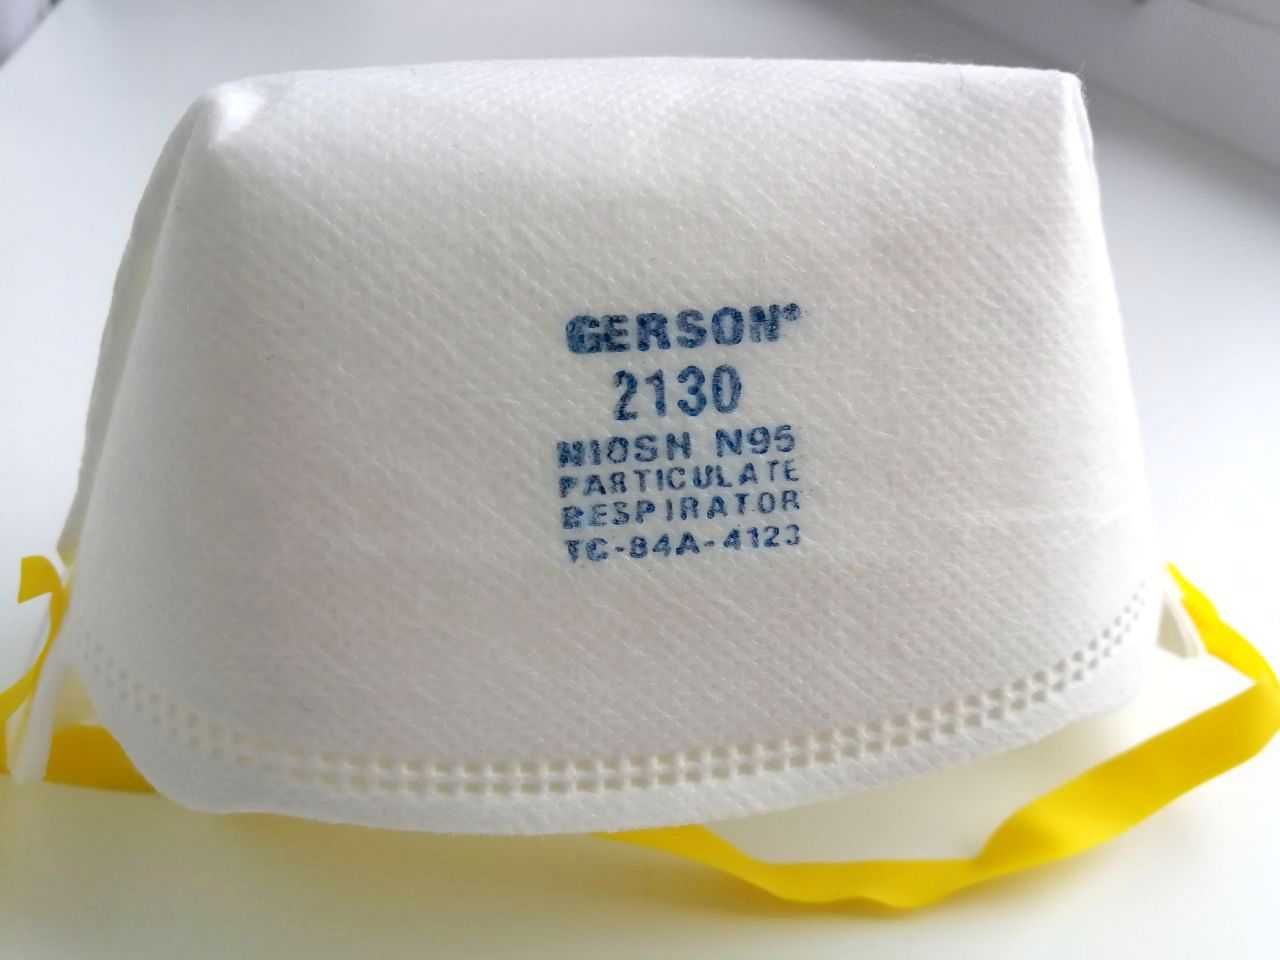 GERSON®
2130
NIOSH N95
PARTICULATE
RESPIRATOR
TC-84A-4123